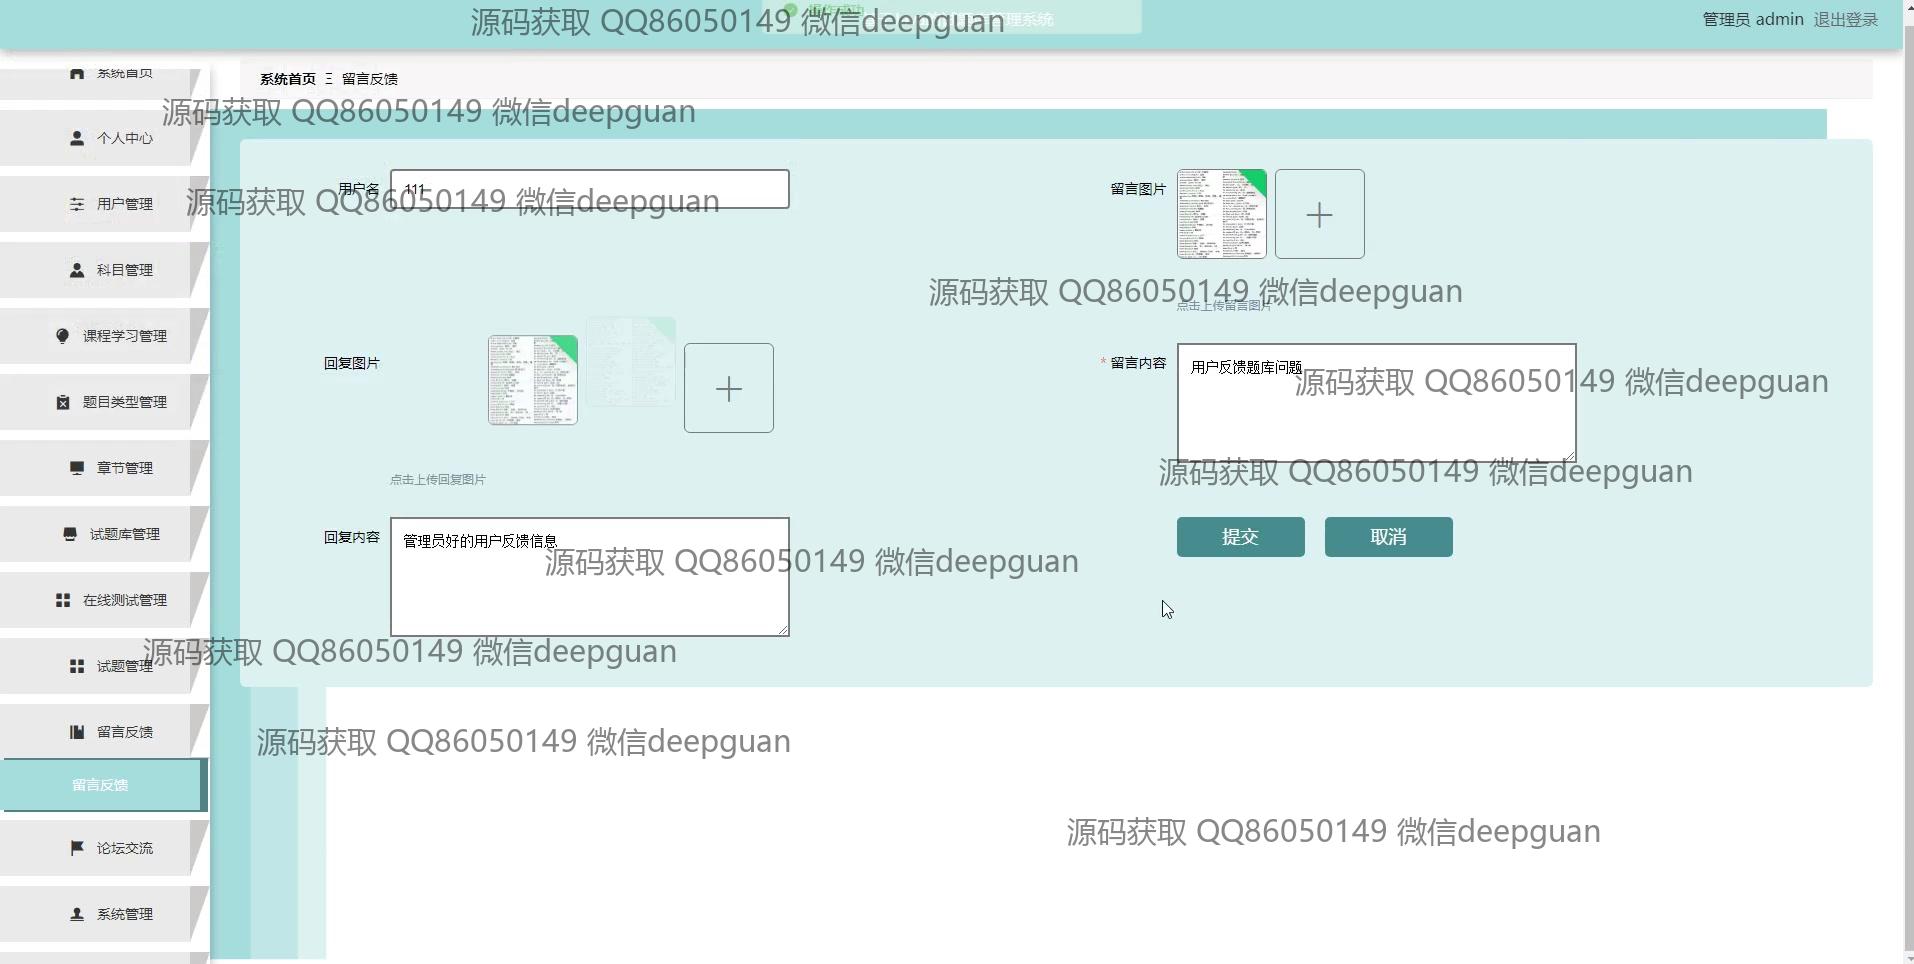 源码获取 QQ86050149 微信deepguan
操作成功
管理系统
管理员 admin 退出登录
系统首页
系统首页 Ξ 留言反馈
源码获取 QQ86050149 微信deepguan
个人中心
用户名 111
留言图片
用户管理
源码获取 QQ86050149 微信deepguan
科目管理
源码获取 QQ86050149 微信deepguan
点击上传留言图片
课程学习管理
回复图片
* 留言内容 用户反馈题库问题
源码获取 QQ86050149 微信deepguan
题目类型管理
章节管理
源码获取 QQ86050149 微信deepguan
点击上传回复图片
试题库管理
回复内容 管理员好的用户反馈信息
提交 取消
源码获取 QQ86050149 微信deepguan
在线测试管理
源码获取 QQ86050149 微信deepguan
试题管理
留言反馈
源码获取 QQ86050149 微信deepguan
留言反馈
源码获取 QQ86050149 微信deepguan
论坛交流
系统管理